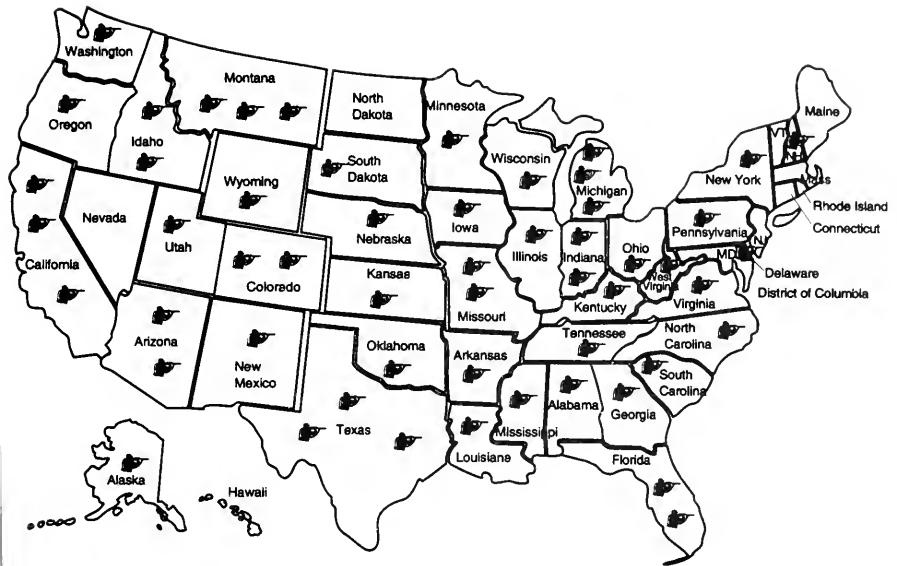 Washington
Montana
North
Dakota
Minnesota
Maine
Oregon
Idaho
VT
NH
Wisconsin
South
Dakota
Wyoming
Michigan
New York
Mass
Rhode Island
Connecticut
Nevada
Utah
Nebraska
Iowa
Illinois
Indiana
Ohio
Pennsylvania
NJ
MD
Delaware
District of Columbia
California
Colorado
Kansas
Missouri
Kentucky
West
Virginia
Virginia
Arizona
New
Mexico
Oklahoma
Arkansas
Tennessee
North
Carolina
South
Carolina
Texas
Louisiane
Mississippi
Alabama
Georgia
Florida
Alaska
Hawaii